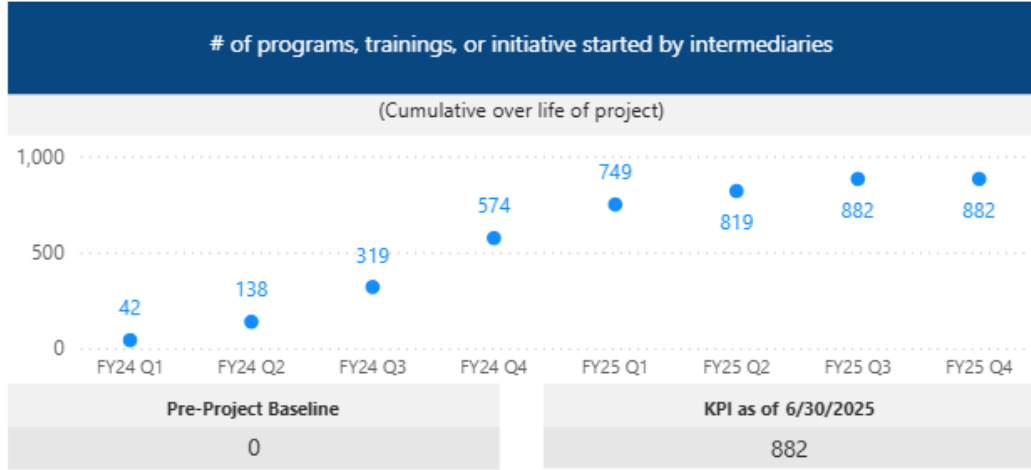 # of programs, trainings, or initiative started by intermediaries
(Cumulative over life of project)
1,000
749
574
819
882
882
500
319
138
42
0
FY24 Q1 FY24 Q2 FY24 Q3 FY24 Q4 FY25 Q1 FY25 Q2 FY25 Q3 FY25 Q4
Pre-Project Baseline
0
KPI as of 6/30/2025
882